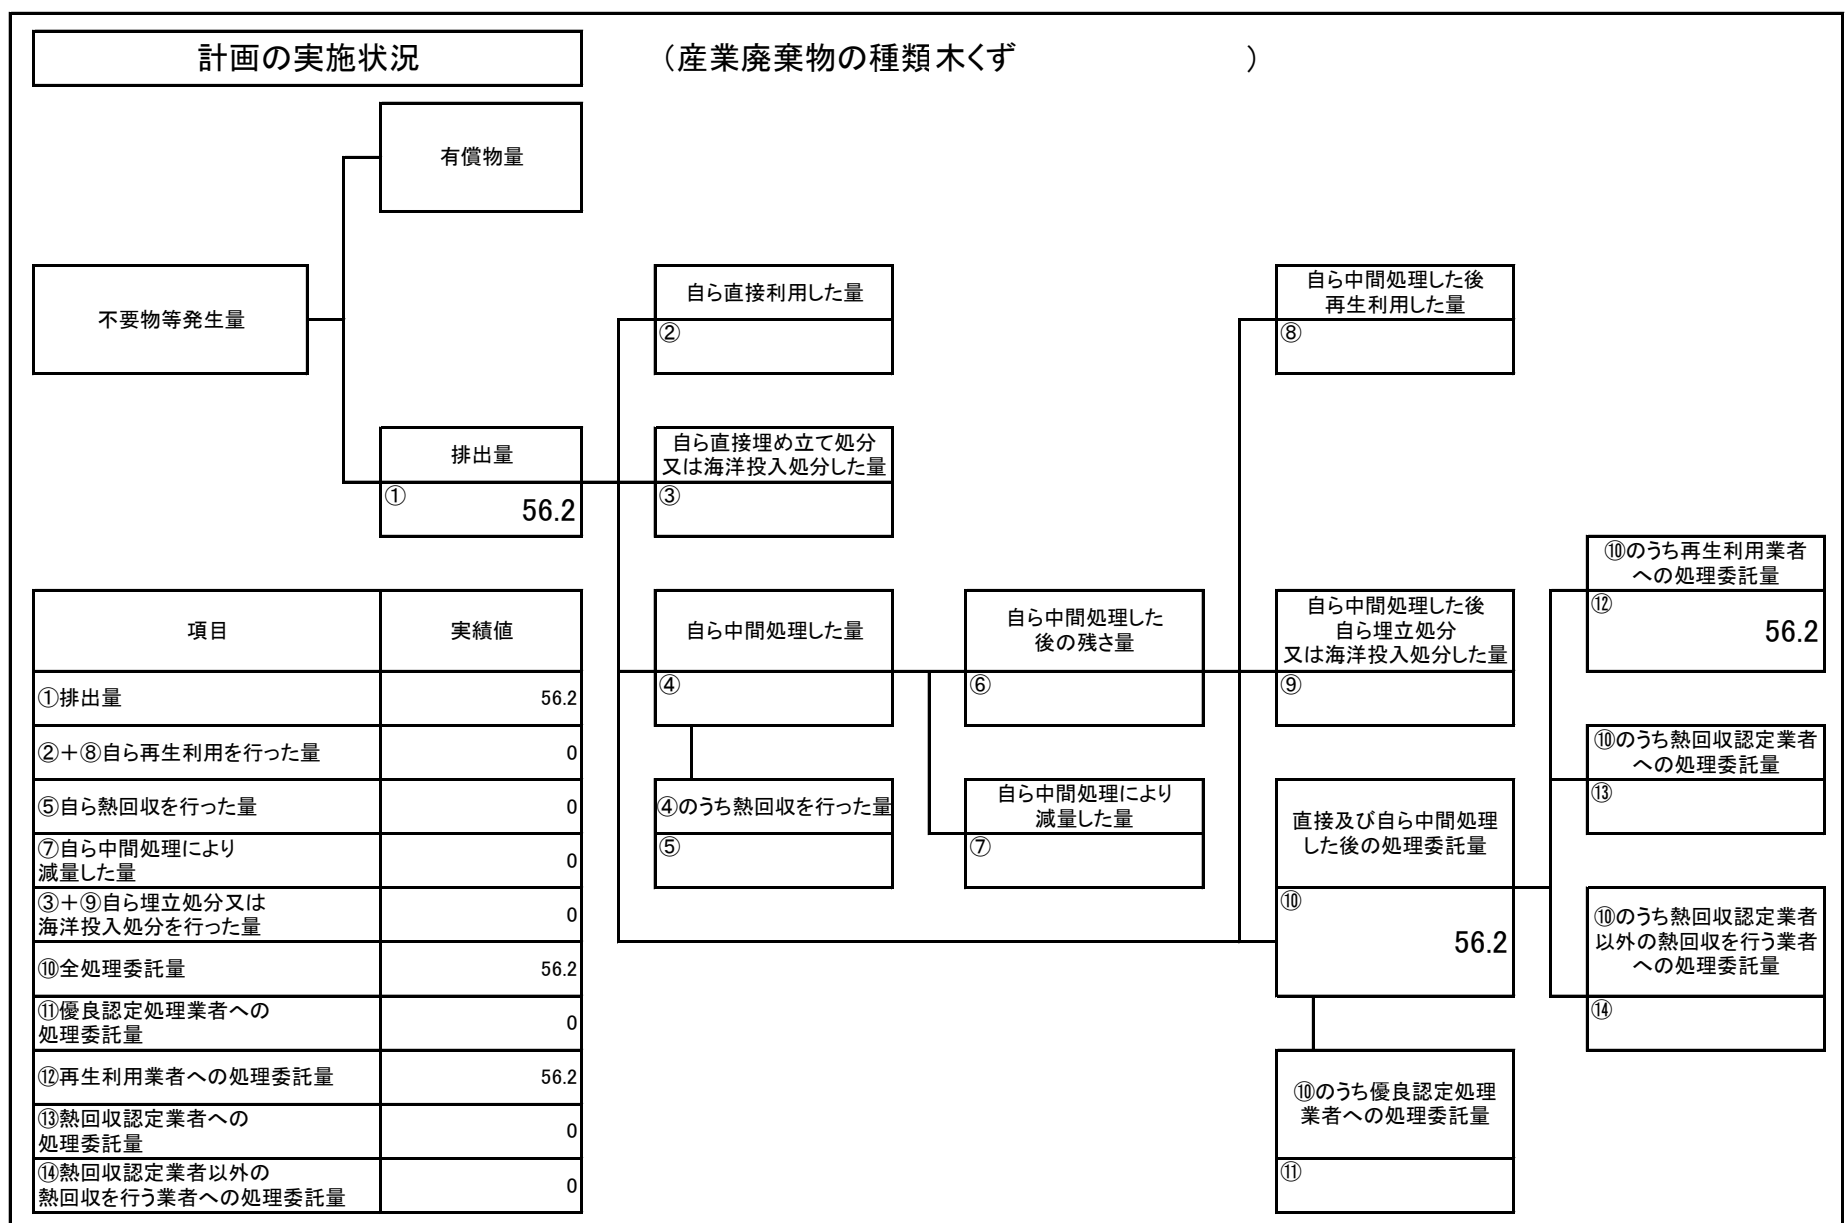 計画の実施状況
（産業廃棄物の種類 木くず ）
有償物量
不要物等発生量
自ら直接利用した量
②
自ら中間処理した後
再生利用した量
⑧
排出量
① 56.2
自ら直接埋め立て処分
又は海洋投入処分した量
③
⑩のうち再生利用業者
への処理委託量
⑫
56.2
自ら中間処理した量
④
自ら中間処理した
後の残さ量
⑥
自ら中間処理した後
自ら埋立処分
又は海洋投入処分した量
⑨
⑩のうち熱回収認定業者
への処理委託量
⑬
④のうち熱回収を行った量
⑤
自ら中間処理により
減量した量
⑦
直接及び自ら中間処理
した後の処理委託量
⑩
56.2
⑩のうち熱回収認定業者
以外の熱回収を行う業者
への処理委託量
⑭
⑩のうち優良認定処理
業者への処理委託量
⑪
項目 実績値
①排出量 56.2
②＋⑧自ら再生利用を行った量 0
⑤自ら熱回収を行った量 0
⑦自ら中間処理により
減量した量 0
③＋⑨自ら埋立処分又は
海洋投入処分を行った量 0
⑩全処理委託量 56.2
⑪優良認定処理業者への
処理委託量 0
⑫再生利用業者への処理委託量 56.2
⑬熱回収認定業者への
処理委託量 0
⑭熱回収認定業者以外の
熱回収を行う業者への処理委託量 0